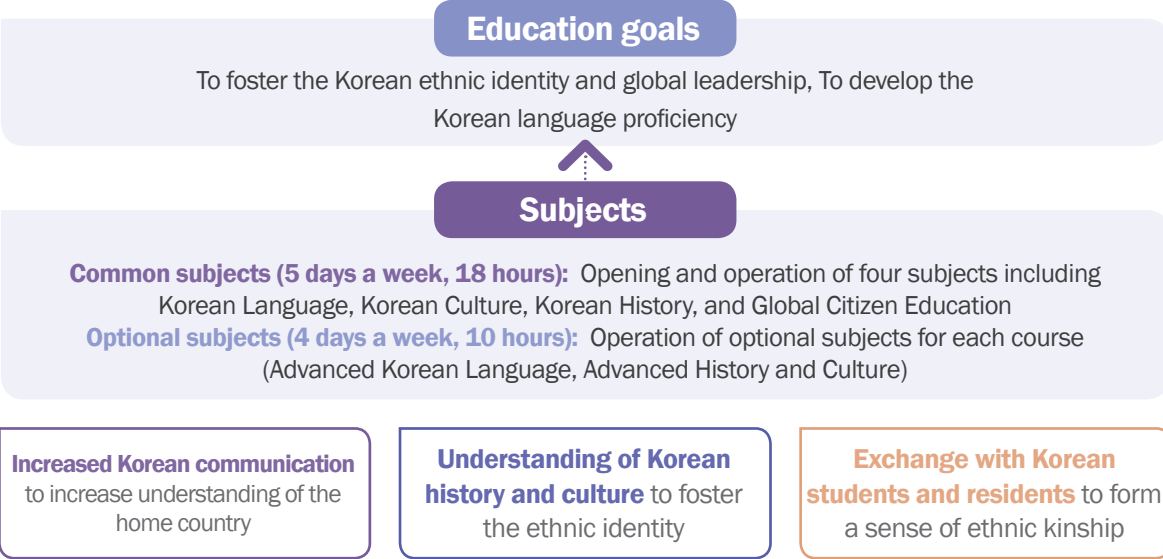 Education goals
To foster the Korean ethnic identity and global leadership, To develop the
Korean language proficiency
Subjects
Common subjects (5 days a week, 18 hours): Opening and operation of four subjects including
Korean Language, Korean Culture, Korean History, and Global Citizen Education
Optional subjects (4 days a week, 10 hours): Operation of optional subjects for each course
(Advanced Korean Language, Advanced History and Culture)
Increased Korean communication
to increase understanding of the
home country
Understanding of Korean
history and culture to foster
the ethnic identity
Exchange with Korean
students and residents to form
a sense of ethnic kinship